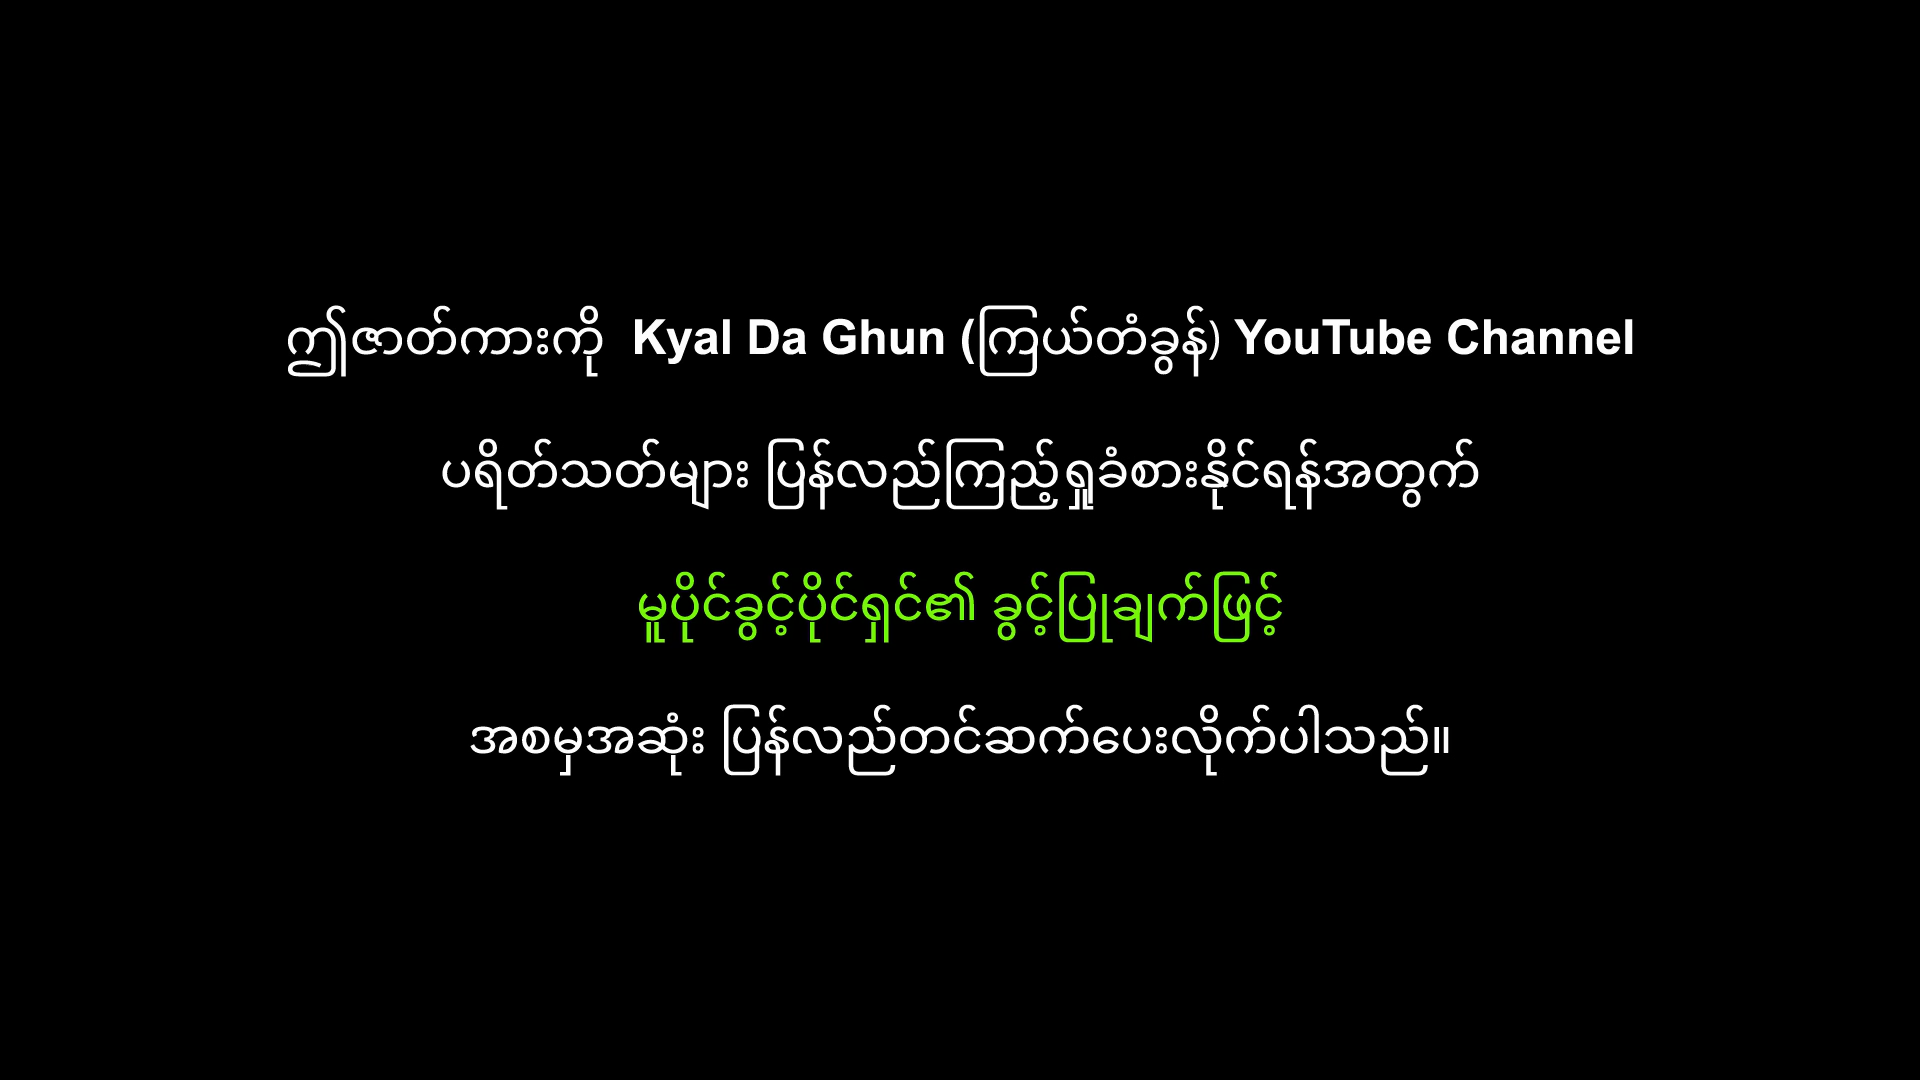 ဤဇာတ်ကားကို  Kyal Da Ghun (ကြယ်တံခွန်) YouTube Channel
ပရိတ်သတ်များ ပြန်လည်ကြည့်ရှုခံစားနိုင်ရန်အတွက်
မူပိုင်ခွင့်ပိုင်ရှင်၏ ခွင့်ပြုချက်ဖြင့်
အစမှအဆုံး ပြန်လည်တင်ဆက်ပေးလိုက်ပါသည်။